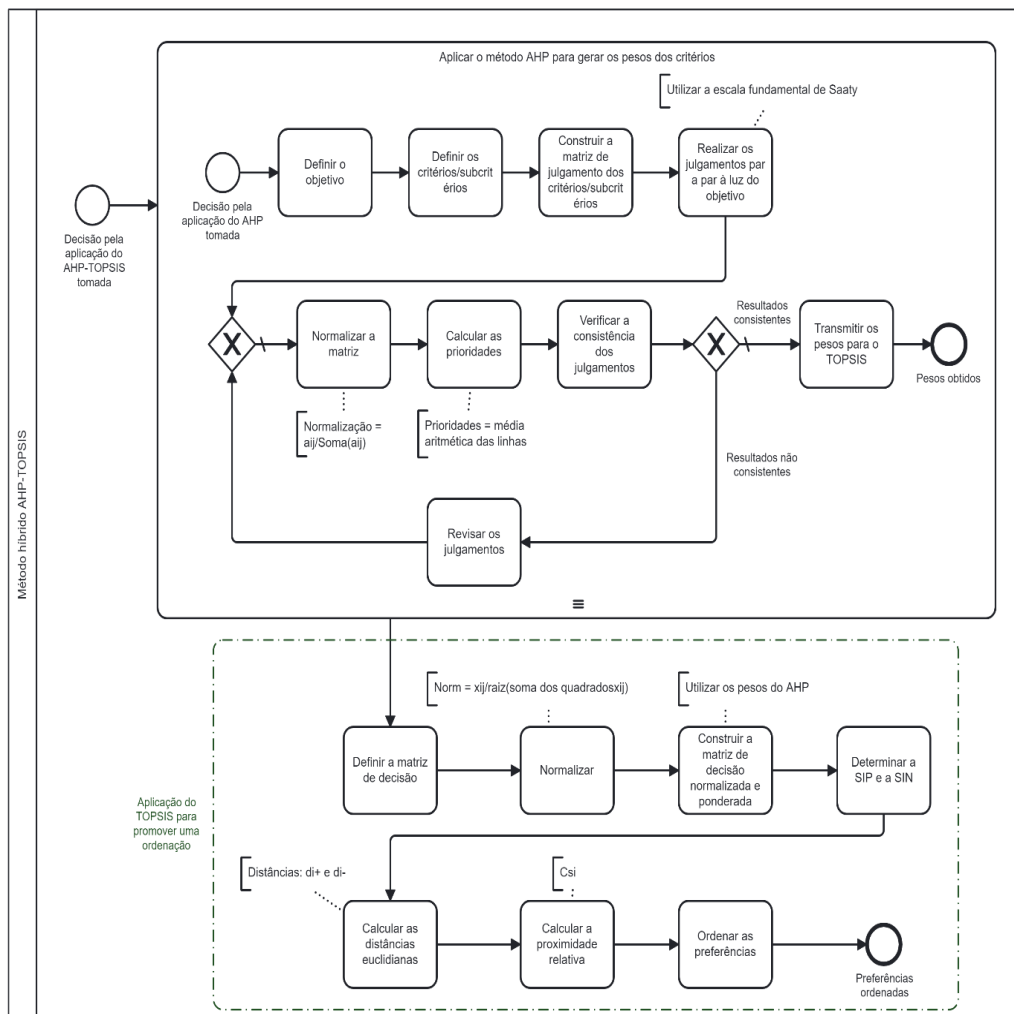 Método híbrido AHP-TOPSIS
Aplicar o método AHP para gerar os pesos dos critérios
Utilizar a escala fundamental de Saaty
Decisão pela
aplicação do
AHP-TOPSIS
tomada
Decisão pela
aplicação do AHP
tomada
Definir o
objetivo
Definir os
critérios/subcrit
érios
Construir a
matriz de
julgamento dos
critérios/subcrit
érios
Realizar os
julgamentos par
a par à luz do
objetivo
X
Normalizar a
matriz
Calcular as
prioridades
Verificar a
consistência
dos
julgamentos
X
Resultados
consistentes
Transmitir os
pesos para o
TOPSIS
Pesos obtidos
Normalização =
aij/Soma(aij)
Prioridades = média
aritmética das linhas
Resultados não
consistentes
Revisar os
julgamentos
Aplicação do
TOPSIS para
promover uma
ordenação
Norm = xij/raiz(soma dos quadradosxij)
Utilizar os pesos do AHP
Definir a matriz
de decisão
Normalizar
Construir a
matriz de
decisão
normalizada e
ponderada
Determinar a
SIP e a SIN
Distâncias: di+ e di-
Csi
Calcular as
distâncias
euclidianas
Calcular a
proximidade
relativa
Ordenar as
preferências
Preferências
ordenadas